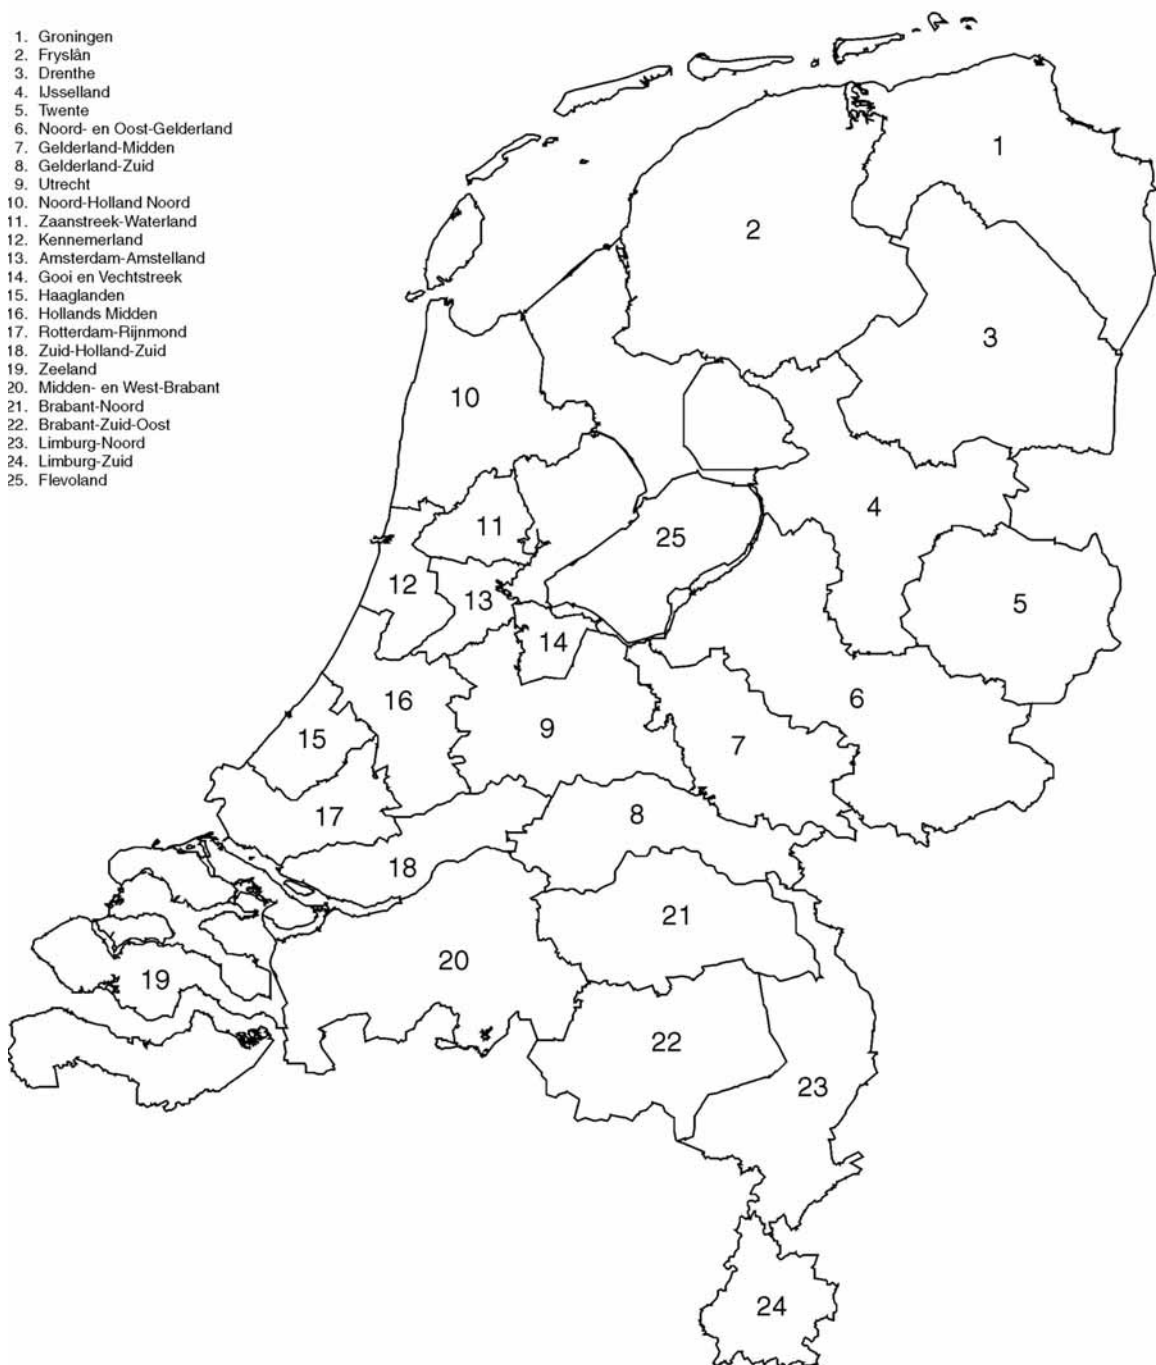 1. Groningen
2. Fryslân
3. Drenthe
4. IJsselland
5. Twente
6. Noord- en Oost-Gelderland
7. Gelderland-Midden
8. Gelderland-Zuid
9. Utrecht
10. Noord-Holland Noord
11. Zaanstreek-Waterland
12. Kennemerland
13. Amsterdam-Amstelland
14. Gooi en Vechtstreek
15. Haaglanden
16. Hollands Midden
17. Rotterdam-Rijnmond
18. Zuid-Holland-Zuid
19. Zeeland
20. Midden- en West-Brabant
21. Brabant-Noord
22. Brabant-Zuid-Oost
23. Limburg-Noord
24. Limburg-Zuid
25. Flevoland
1
2
3
10
4
11
25
12
13
5
14
16
6
9
15
7
17
8
18
21
20
19
22
23
24